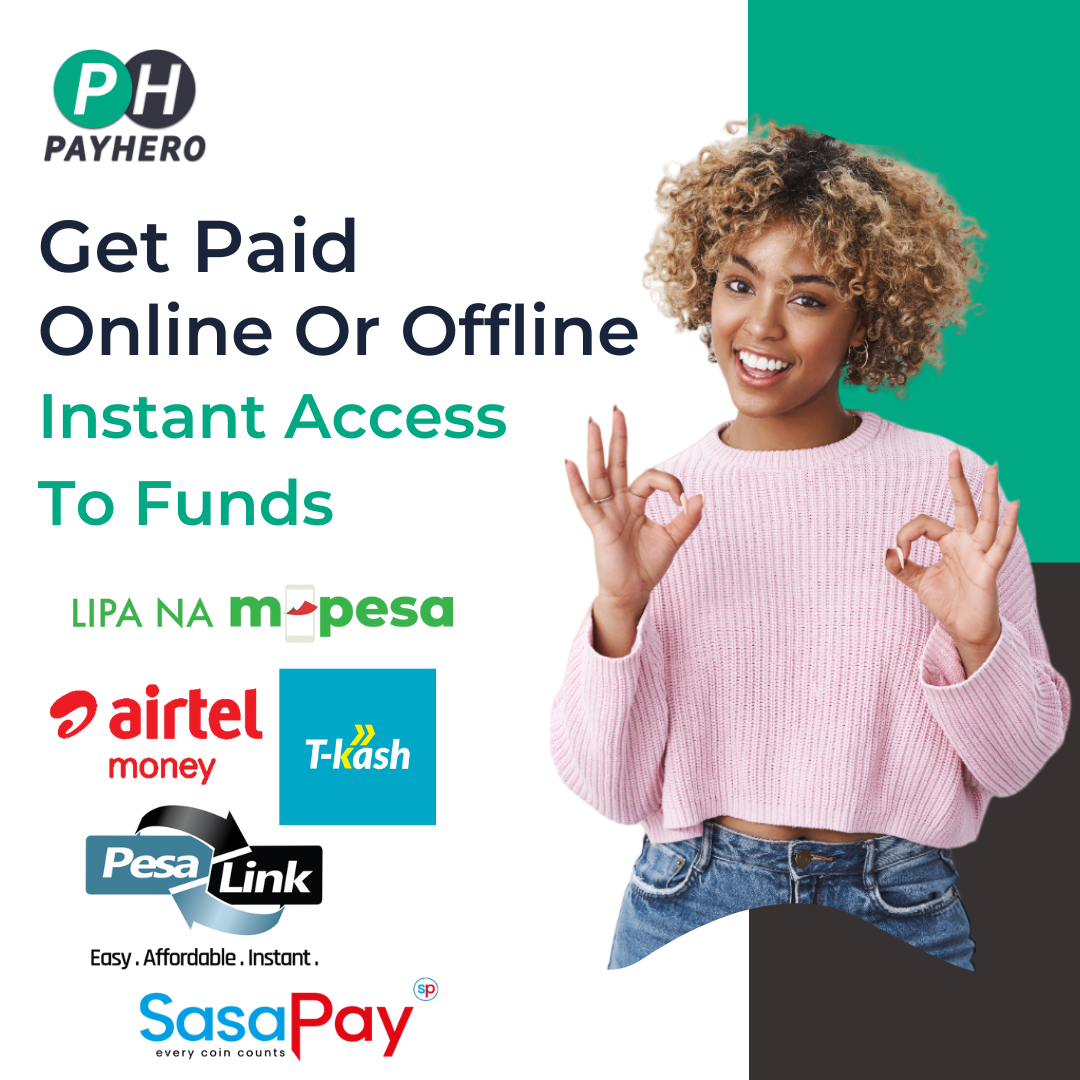 PH
PAYHERO
Get Paid
Online Or Offline
Instant Access
To Funds
LIPA NA m-pesa
airtel
money
T-kash
Pesa
Link
Easy . Affordable . Instant .
sp
SasaPay
every coin counts